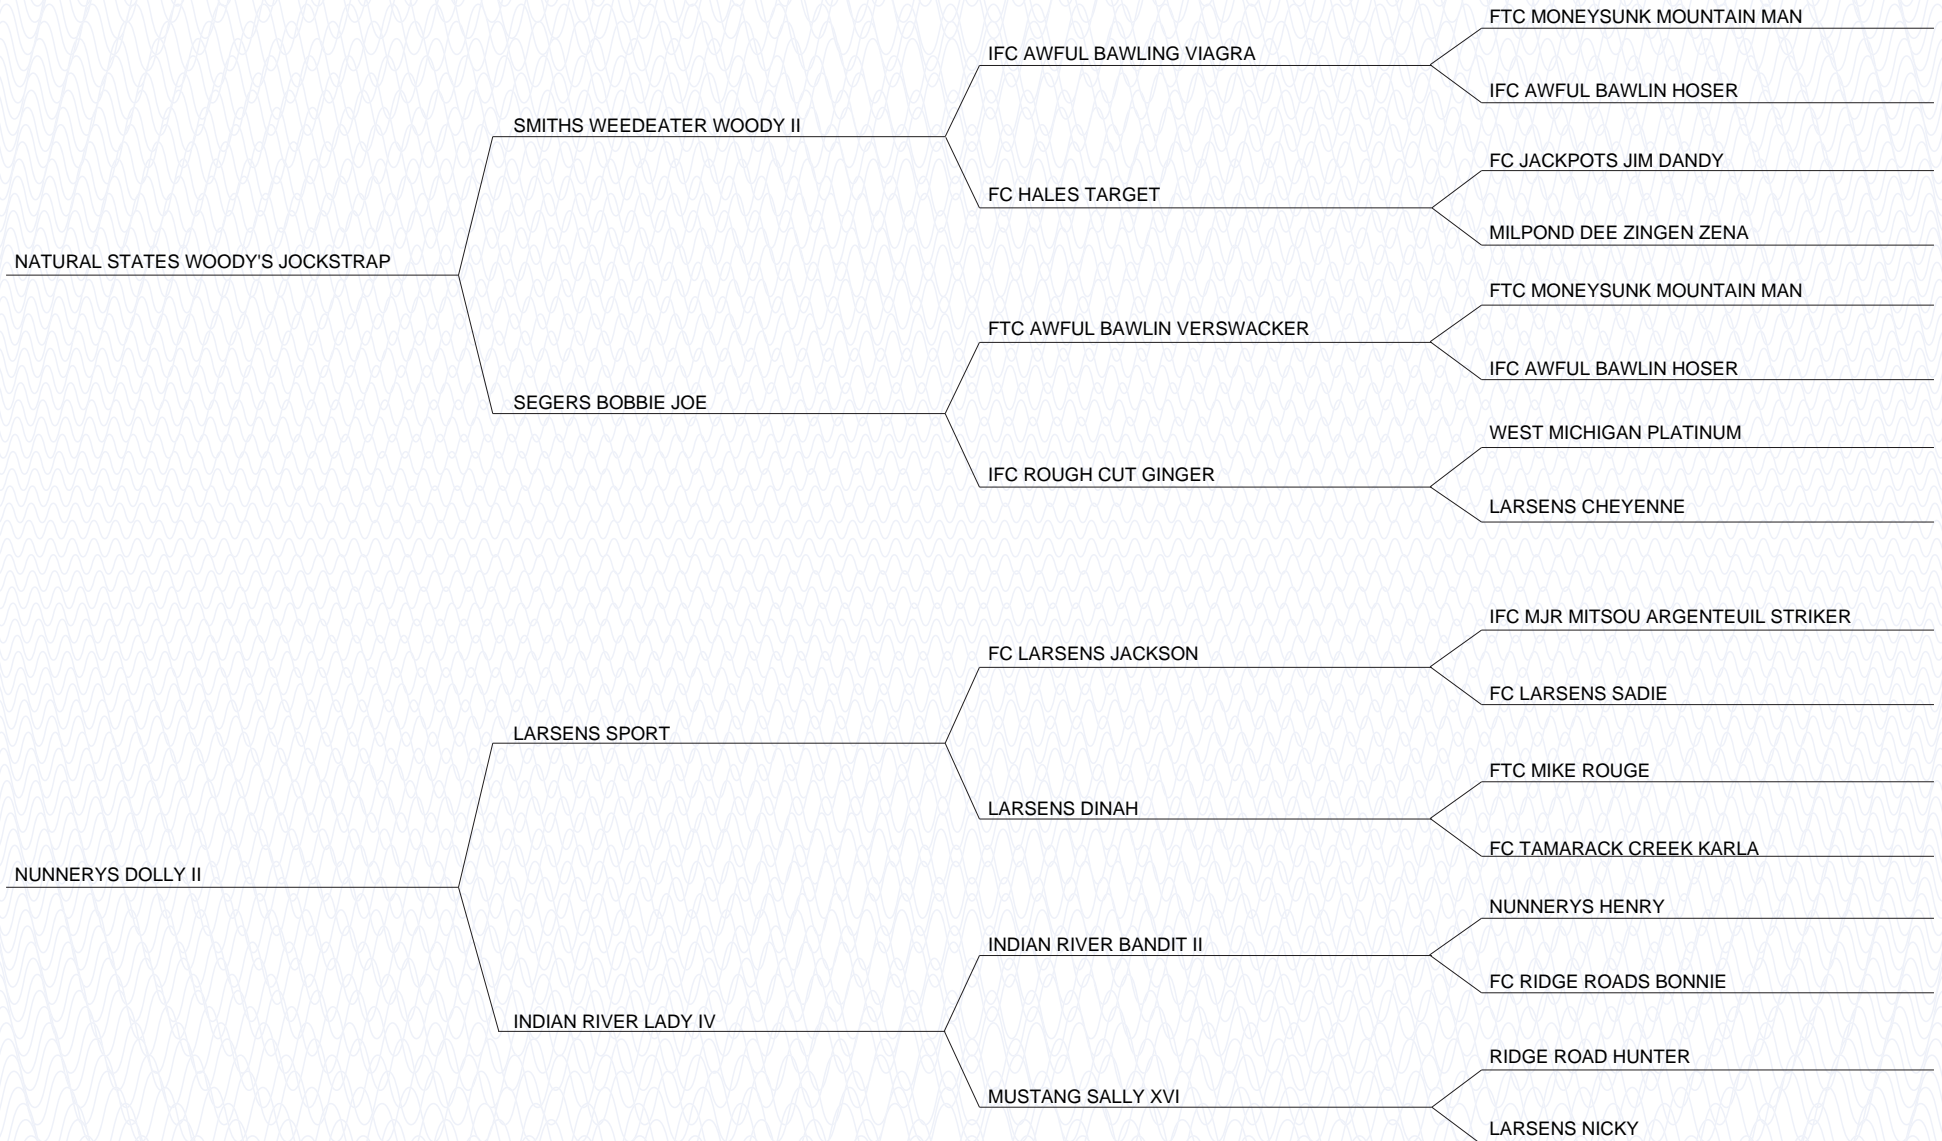 FTC MONEYSUNK MOUNTAIN MAN
IFC AWFUL BAWLING VIAGRA
IFC AWFUL BAWLIN HOSER
SMITHS WEEDEATER WOODY II
FC JACKPOTS JIM DANDY
FC HALES TARGET
MILPOND DEE ZINGEN ZENA
NATURAL STATES WOODY'S JOCKSTRAP
FTC MONEYSUNK MOUNTAIN MAN
FTC AWFUL BAWLIN VERSWACKER
IFC AWFUL BAWLIN HOSER
SEGERS BOBBIE JOE
WEST MICHIGAN PLATINUM
IFC ROUGH CUT GINGER
LARSENS CHEYENNE
IFC MJR MITSOU ARGENTEUIL STRIKER
FC LARSENS JACKSON
FC LARSENS SADIE
LARSENS SPORT
FTC MIKE ROUGE
LARSENS DINAH
FC TAMARACK CREEK KARLA
NUNNERYS DOLLY II
NUNNERYS HENRY
INDIAN RIVER BANDIT II
FC RIDGE ROADS BONNIE
INDIAN RIVER LADY IV
RIDGE ROAD HUNTER
MUSTANG SALLY XVI
LARSENS NICKY